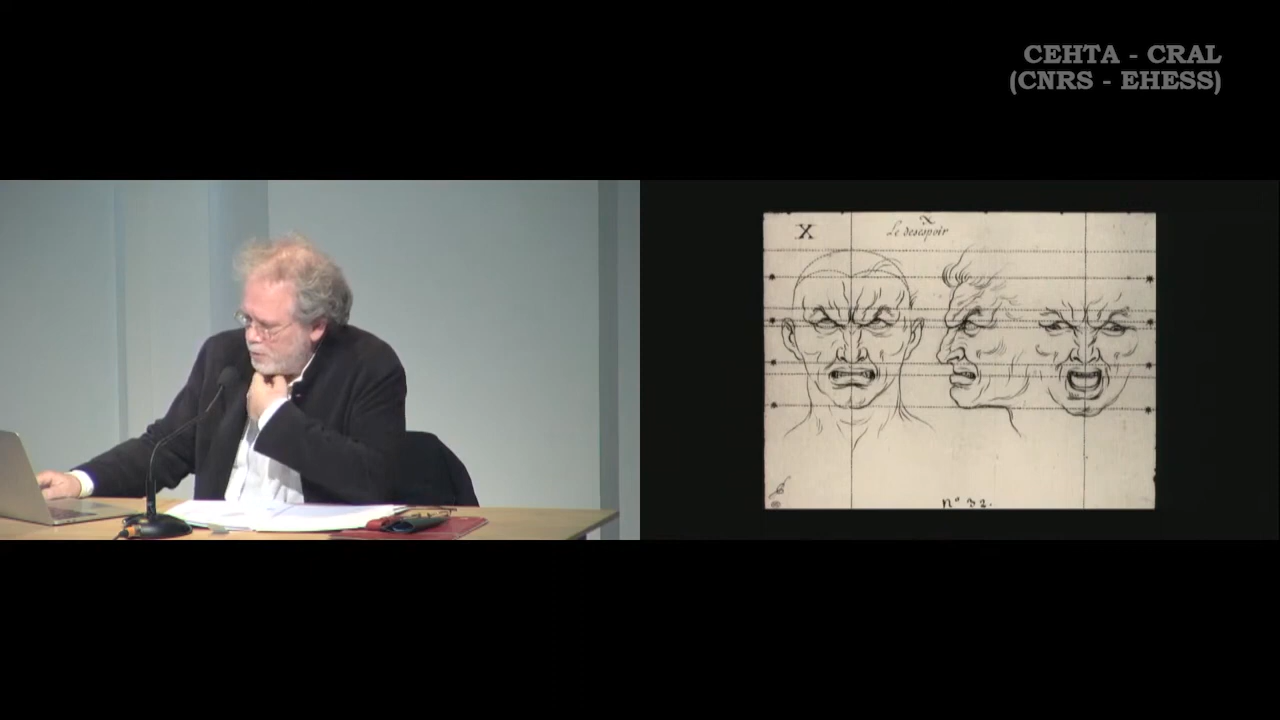 CEHTA - CRAL
(CNRS - EHESS)
X
x
Le desespoir
N° 32.